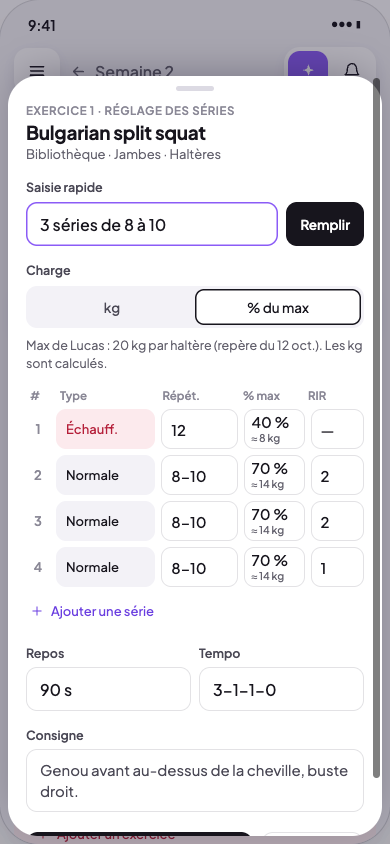 9:41
← Semaine 2
EXERCICE 1 · RÉGLAGE DES SÉRIES
Bulgarian split squat
Bibliothèque · Jambes · Haltères
Saisie rapide
3 séries de 8 à 10
Remplir
Charge
kg
% du max
Max de Lucas : 20 kg par haltère (repère du 12 oct.). Les kg
sont calculés.
# Type Répét. % max RIR
1 Échauff. 12 40 % —
≈ 8 kg
2 Normale 8–10 70 % 2
≈ 14 kg
3 Normale 8–10 70 % 2
≈ 14 kg
4 Normale 8–10 70 % 1
≈ 14 kg
+ Ajouter une série
Repos
Tempo
90 s
3–1–1–0
Consigne
Genou avant au-dessus de la cheville, buste
droit.
+ Ajouter un exercice